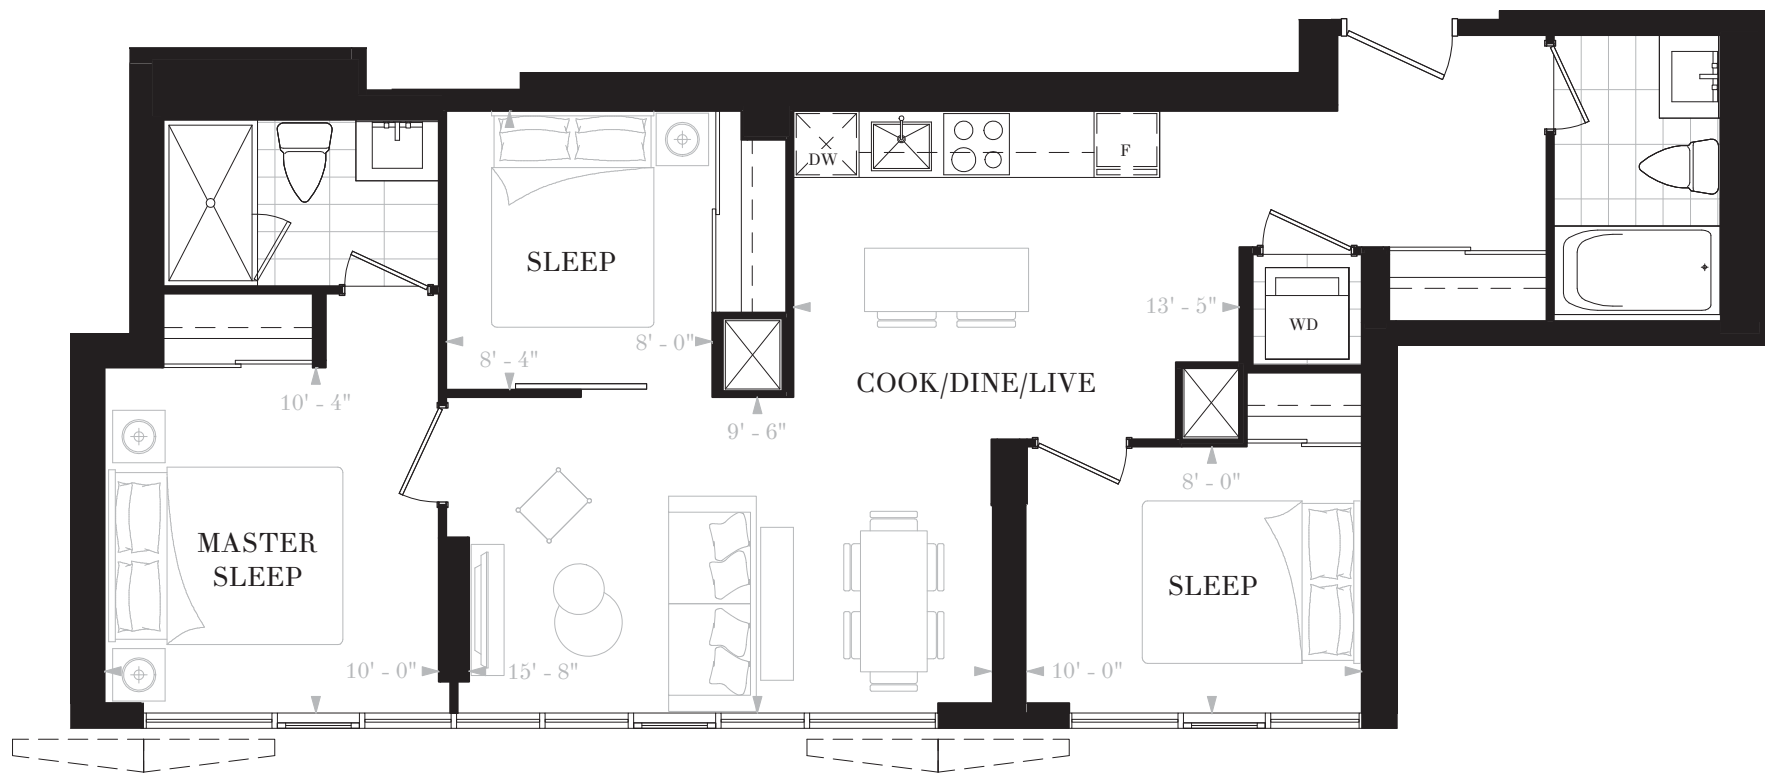 DW
F
SLEEP
13' - 5"
WD
8' - 4"
8' - 0"
COOK/DINE/LIVE
10' - 4"
9' - 6"
8' - 0"
MASTER
SLEEP
SLEEP
10' - 0"
15' - 8"
10' - 0"